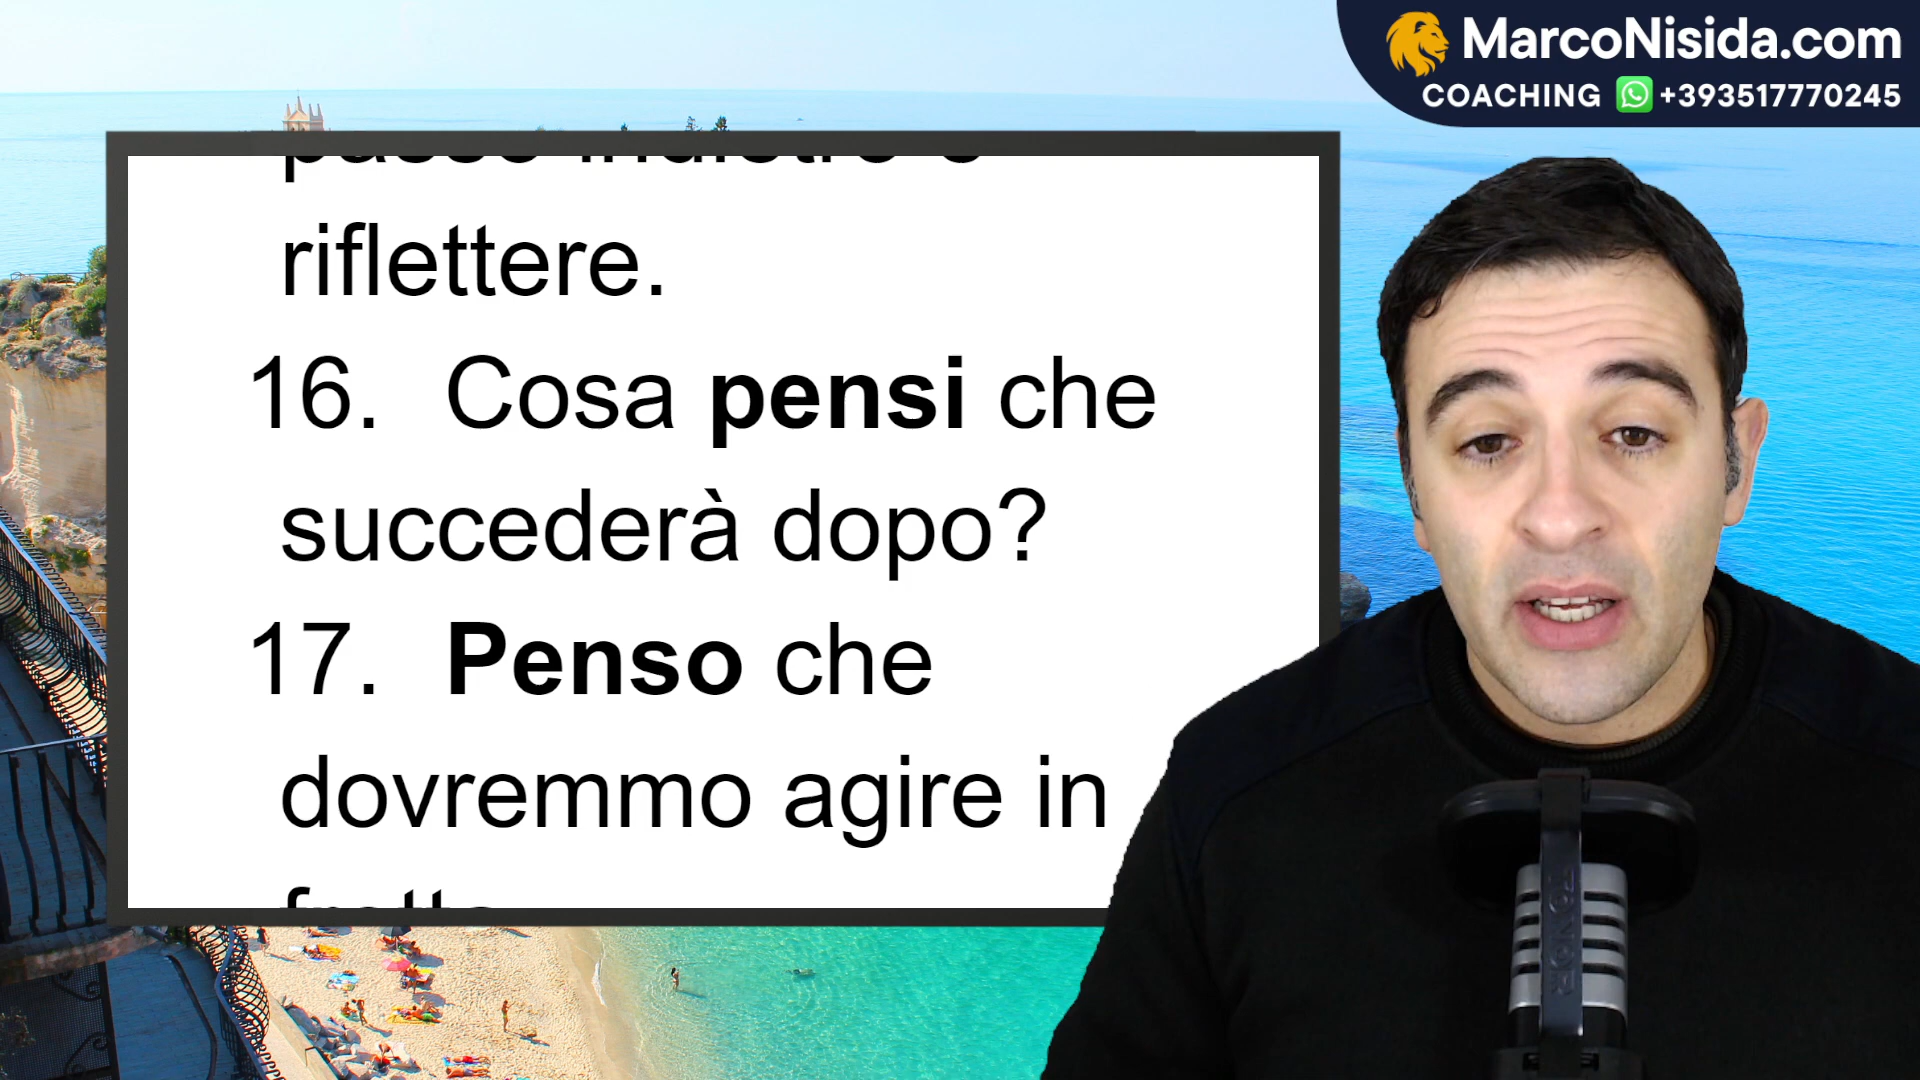 MarcoNisida.com
COACHING +393517770245
riflettere.
16. Cosa pensi che
succederà dopo?
17. Penso che
dovremmo agire in